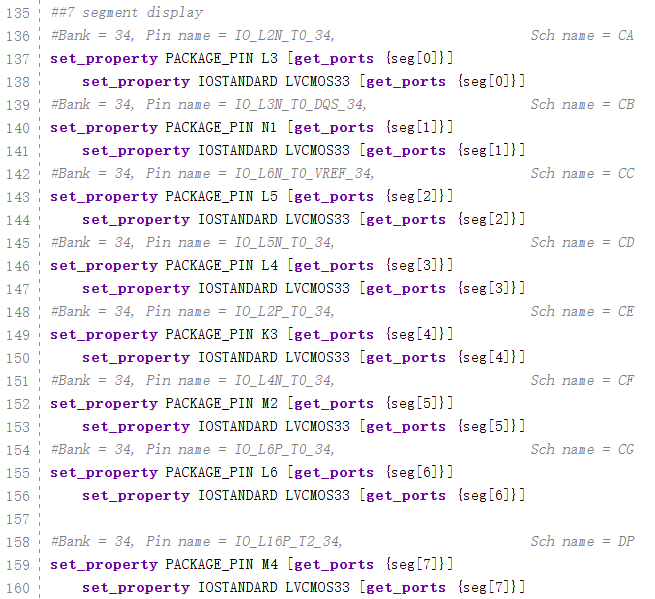 135 ##7 segment display
136 #Bank = 34, Pin name = IO_L2N_T0_34, Sch name = CA
137 set_property PACKAGE_PIN L3 [get_ports {seg[0]}]
138 set_property IOSTANDARD LVCMOS33 [get_ports {seg[0]}]
139 #Bank = 34, Pin name = IO_L3N_T0_DQS_34, Sch name = CB
140 set_property PACKAGE_PIN N1 [get_ports {seg[1]}]
141 set_property IOSTANDARD LVCMOS33 [get_ports {seg[1]}]
142 #Bank = 34, Pin name = IO_L6N_T0_VREF_34, Sch name = CC
143 set_property PACKAGE_PIN L5 [get_ports {seg[2]}]
144 set_property IOSTANDARD LVCMOS33 [get_ports {seg[2]}]
145 #Bank = 34, Pin name = IO_L5N_T0_34, Sch name = CD
146 set_property PACKAGE_PIN L4 [get_ports {seg[3]}]
147 set_property IOSTANDARD LVCMOS33 [get_ports {seg[3]}]
148 #Bank = 34, Pin name = IO_L2P_T0_34, Sch name = CE
149 set_property PACKAGE_PIN K3 [get_ports {seg[4]}]
150 set_property IOSTANDARD LVCMOS33 [get_ports {seg[4]}]
151 #Bank = 34, Pin name = IO_L4N_T0_34, Sch name = CF
152 set_property PACKAGE_PIN M2 [get_ports {seg[5]}]
153 set_property IOSTANDARD LVCMOS33 [get_ports {seg[5]}]
154 #Bank = 34, Pin name = IO_L6P_T0_34, Sch name = CG
155 set_property PACKAGE_PIN L6 [get_ports {seg[6]}]
156 set_property IOSTANDARD LVCMOS33 [get_ports {seg[6]}]
157
158 #Bank = 34, Pin name = IO_L16P_T2_34, Sch name = DP
159 set_property PACKAGE_PIN M4 [get_ports {seg[7]}]
160 set_property IOSTANDARD LVCMOS33 [get_ports {seg[7]}]